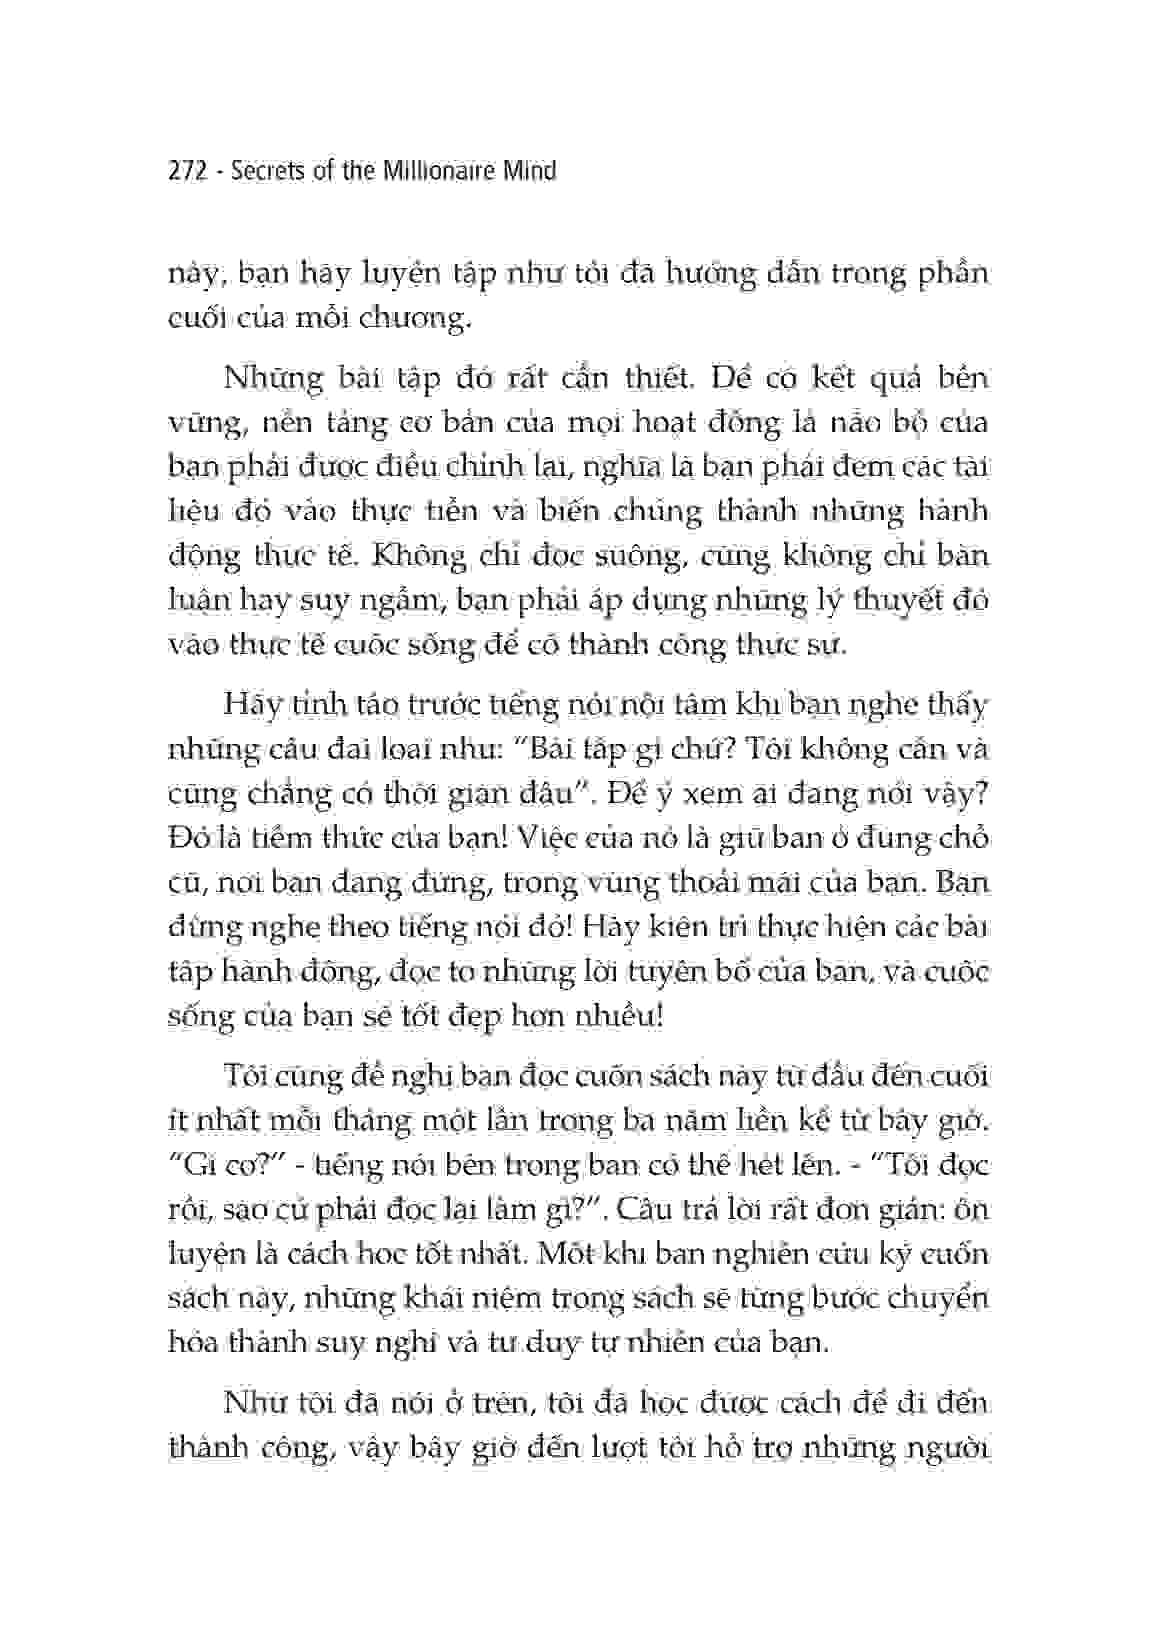 272 - Secrets of the Millionaire Mind
này, bạn hãy luyện tập như tôi đã hướng dẫn trong phần
cuối của mỗi chương.
Những bài tập đó rất cần thiết. Để có kết quả bền
vững, nền tảng cơ bản của mọi hoạt động là não bộ của
bạn phải được điều chỉnh lại, nghĩa là bạn phải đem các tài
liệu đó vào thực tiễn và biến chúng thành những hành
động thực tế. Không chỉ đọc suông, cũng không chỉ bàn
luận hay suy ngẫm, bạn phải áp dụng những lý thuyết đó
vào thực tế cuộc sống để có thành công thực sự.
Hãy tỉnh táo trước tiếng nói nội tâm khi bạn nghe thấy
những câu đại loại như: “Bài tập gì chứ? Tôi không cần và
cũng chẳng có thời gian đâu”. Để ý xem ai đang nói vậy?
Đó là tiềm thức của bạn! Việc của nó là giữ bạn ở đúng chỗ
cũ, nơi bạn đang đứng, trong vùng thoải mái của bạn. Bạn
đừng nghe theo tiếng nói đó! Hãy kiên trì thực hiện các bài
tập hành động, đọc to những lời tuyên bố của bạn, và cuộc
sống của bạn sẽ tốt đẹp hơn nhiều!
Tôi cũng đề nghị bạn đọc cuốn sách này từ đầu đến cuối
ít nhất mỗi tháng một lần trong ba năm liền kể từ bây giờ.
“Gì cơ?” - tiếng nói bên trong bạn có thể hét lên. - “Tôi đọc
rồi, sao cứ phải đọc lại làm gì?”. Câu trả lời rất đơn giản: ôn
luyện là cách học tốt nhất. Một khi bạn nghiên cứu kỹ cuốn
sách này, những khái niệm trong sách sẽ từng bước chuyển
hóa thành suy nghĩ và tư duy tự nhiên của bạn.
Như tôi đã nói ở trên, tôi đã học được cách để đi đến
thành công, vậy bây giờ đến lượt tôi hỗ trợ những người